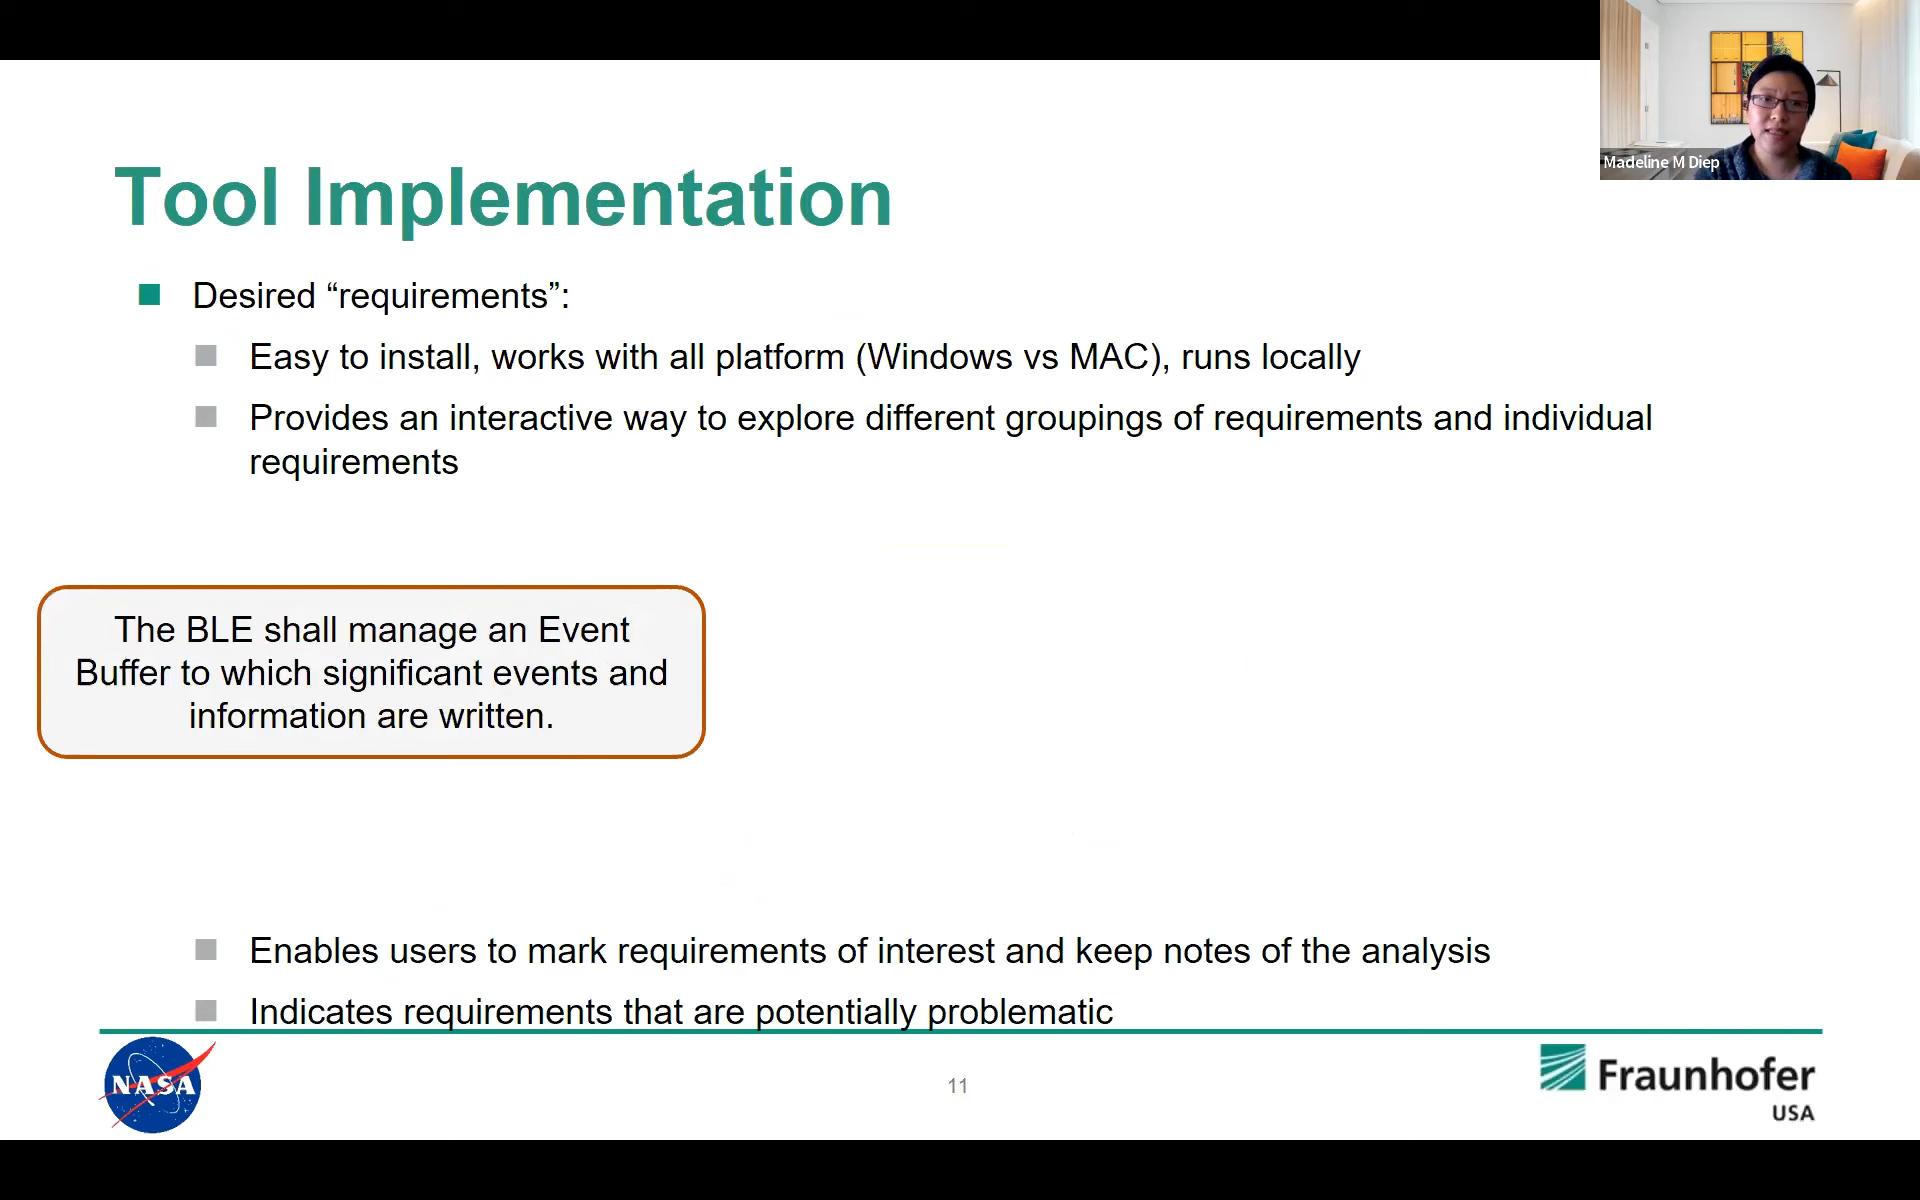 Madeline M Diep
Tool Implementation
Desired “requirements”:
Easy to install, works with all platform (Windows vs MAC), runs locally
Provides an interactive way to explore different groupings of requirements and individual
requirements
The BLE shall manage an Event
Buffer to which significant events and
information are written.
Enables users to mark requirements of interest and keep notes of the analysis
Indicates requirements that are potentially problematic
NASA
11
Fraunhofer
USA